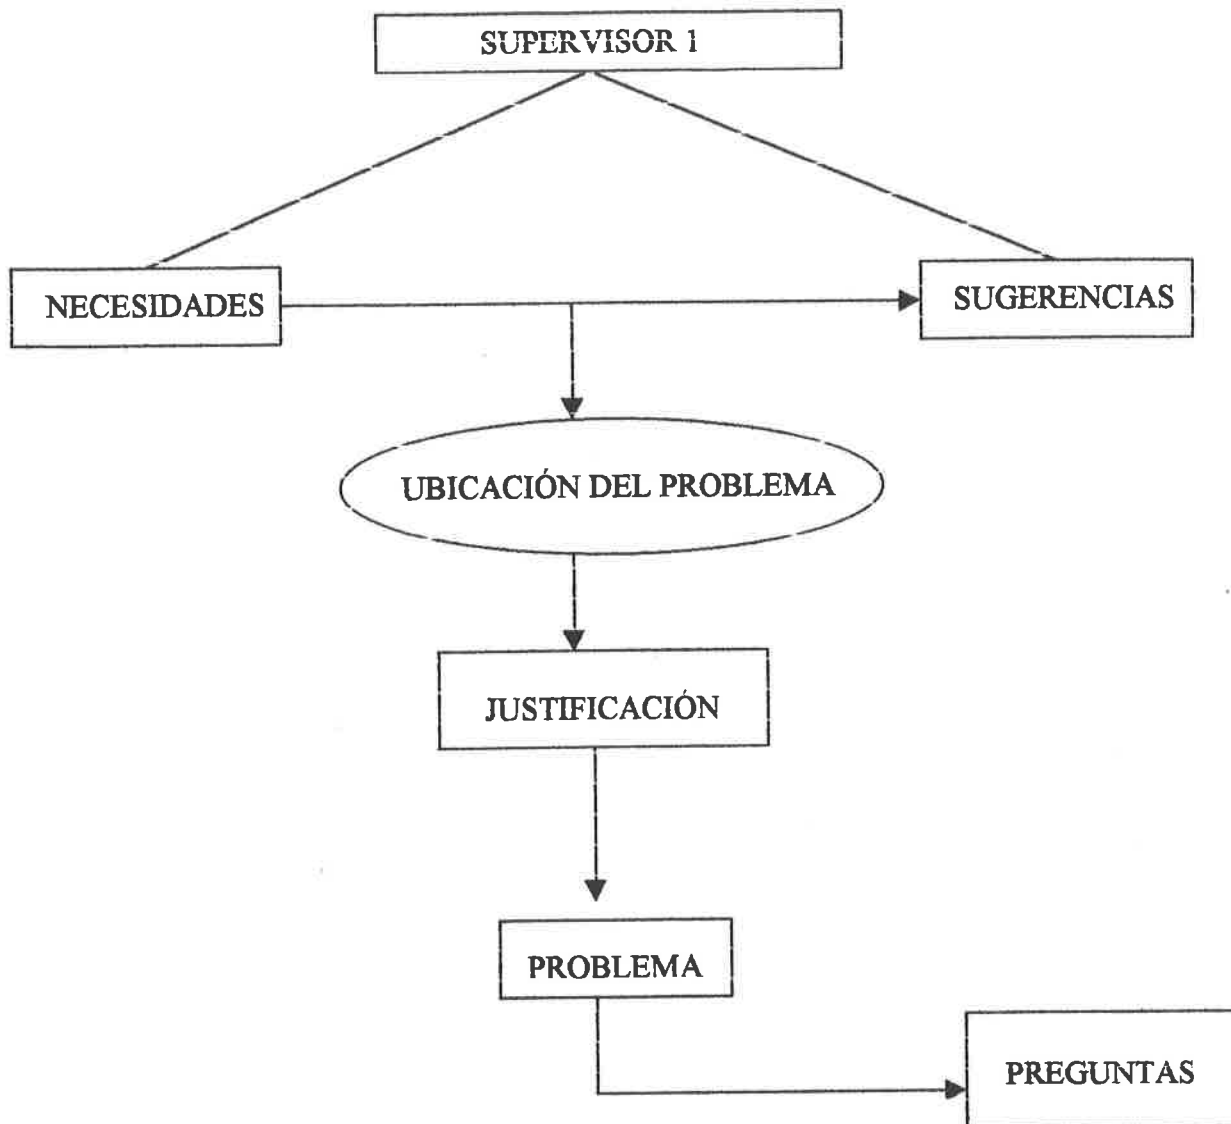 SUPERVISOR 1
NECESIDADES
SUGERENCIAS
UBICACIÓN DEL PROBLEMA
JUSTIFICACIÓN
PROBLEMA
PREGUNTAS